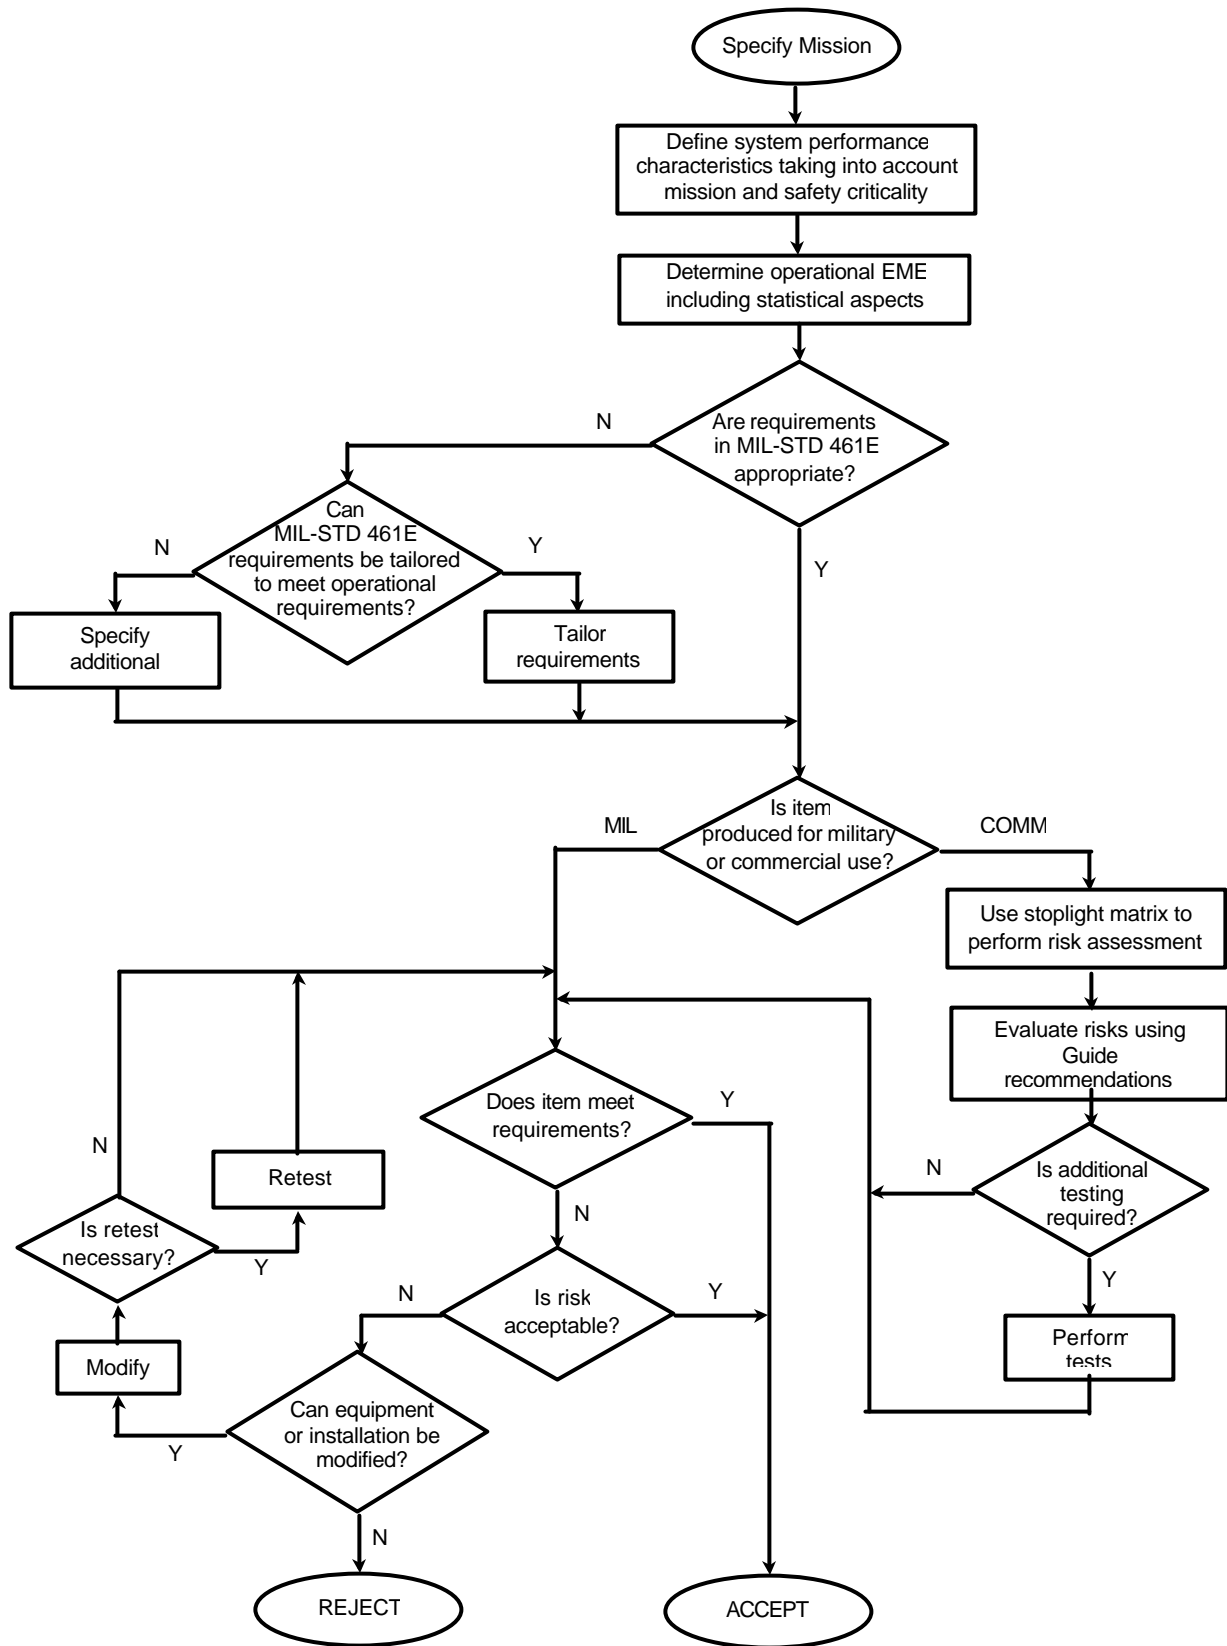 Specify Mission
Define system performance
characteristics taking into account
mission and safety criticality
Determine operational EME
including statistical aspects
Are requirements
in MIL-STD 461E
appropriate?
N
Y
Can
MIL-STD 461E
requirements be tailored
to meet operational
requirements?
N
Y
Specify
additional
Tailor
requirements
Is item
produced for military
or commercial use?
MIL
COMM
Use stoplight matrix to
perform risk assessment
Evaluate risks using
Guide
recommendations
Is additional
testing
required?
N
Y
Perform
tests
Does item meet
requirements?
Y
N
Is risk
acceptable?
N
Y
Can equipment
or installation be
modified?
Y
N
Modify
Is retest
necessary?
N
Y
Retest
REJECT
ACCEPT